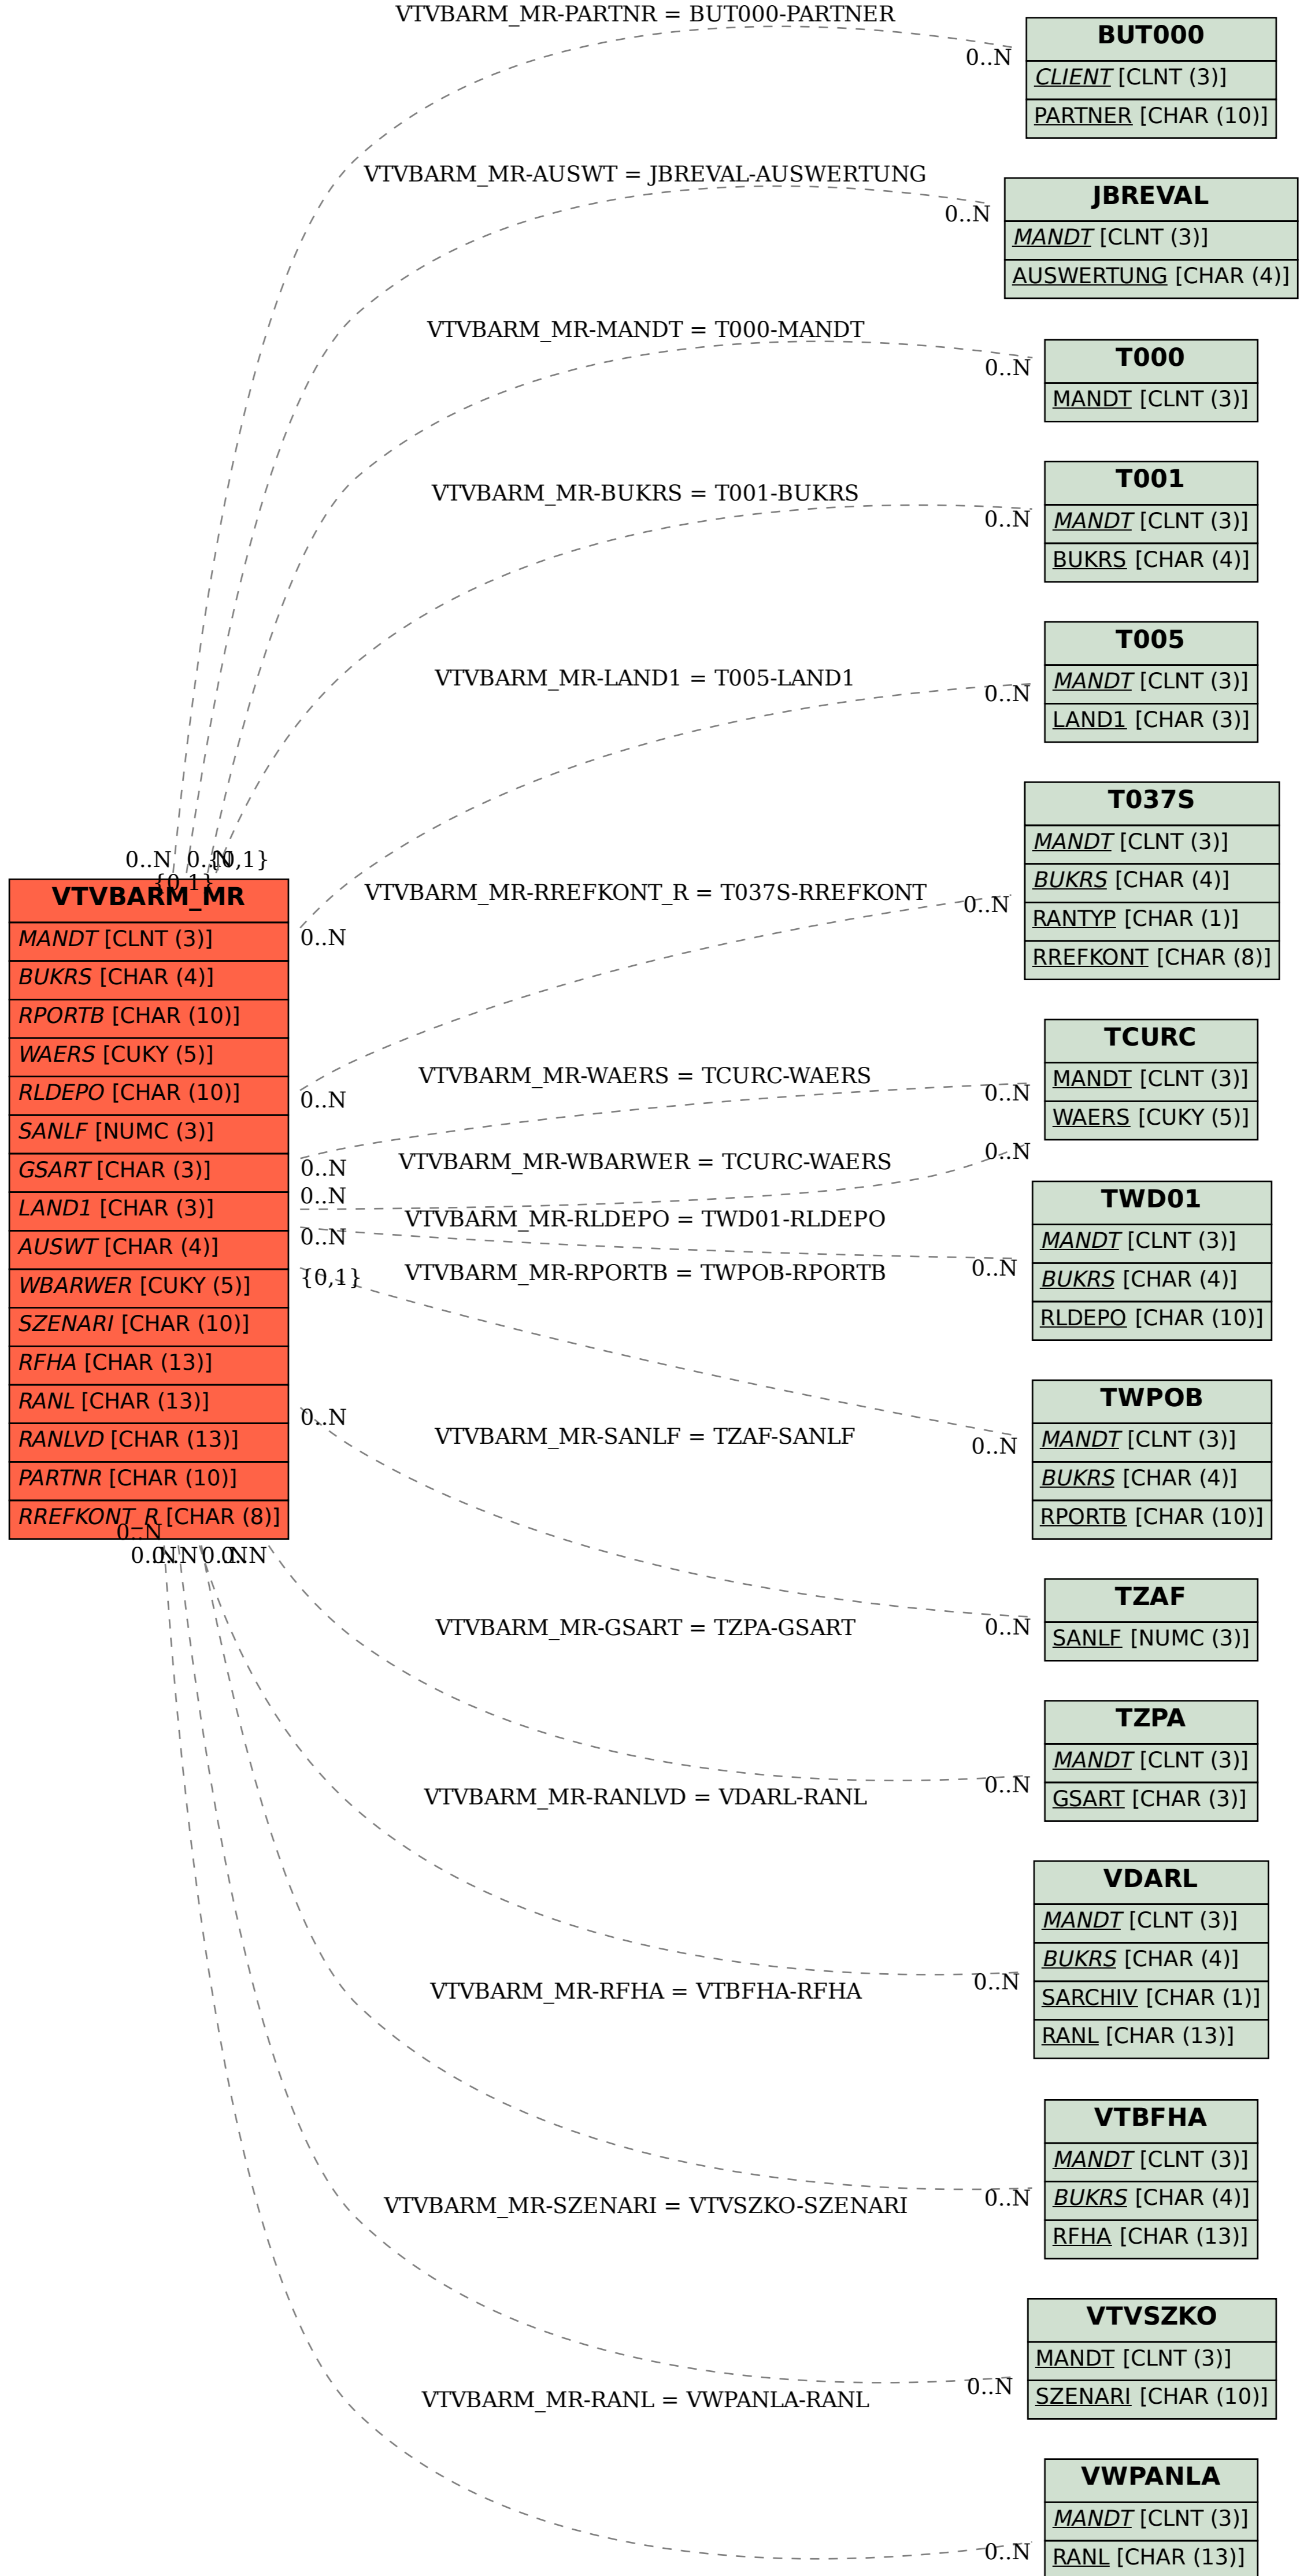 VTVBARM_MR-PARTNR = BUT000-PARTNER
0..N
BUT000
CLIENT [CLNT (3)]
PARTNER [CHAR (10)]
VTVBARM_MR-AUSWT = JBREVAL-AUSWERTUNG
0..N
JBREVAL
MANDT [CLNT (3)]
AUSWERTUNG [CHAR (4)]
VTVBARM_MR-MANDT = T000-MANDT
0..N
T000
MANDT [CLNT (3)]
VTVBARM_MR-BUKRS = T001-BUKRS
0..N
T001
MANDT [CLNT (3)]
BUKRS [CHAR (4)]
VTVBARM_MR-LAND1 = T005-LAND1
0..N
T005
MANDT [CLNT (3)]
LAND1 [CHAR (3)]
0..N
0..N
{0,1}
{0,1}
VTVBARM_MR
MANDT [CLNT (3)]
BUKRS [CHAR (4)]
RPORTB [CHAR (10)]
WAERS [CUKY (5)]
RLDEPO [CHAR (10)]
SANLF [NUMC (3)]
GSART [CHAR (3)]
LAND1 [CHAR (3)]
AUSWT [CHAR (4)]
WBARWER [CUKY (5)]
SZENARI [CHAR (10)]
RFHA [CHAR (13)]
RANL [CHAR (13)]
RANLVD [CHAR (13)]
PARTNR [CHAR (10)]
RREFKONT_R [CHAR (8)]
0..N
0..N
0..N
0..N
0..N
0..N
0..N
0..N
0..N
0..N
{0,1}
0..N
VTVBARM_MR-RREFKONT_R = T037S-RREFKONT
0..N
T037S
MANDT [CLNT (3)]
BUKRS [CHAR (4)]
RANTYP [CHAR (1)]
RREFKONT [CHAR (8)]
VTVBARM_MR-WAERS = TCURC-WAERS
0..N
TCURC
MANDT [CLNT (3)]
WAERS [CUKY (5)]
VTVBARM_MR-WBARWER = TCURC-WAERS
0..N
VTVBARM_MR-RLDEPO = TWD01-RLDEPO
0..N
TWD01
MANDT [CLNT (3)]
BUKRS [CHAR (4)]
RLDEPO [CHAR (10)]
VTVBARM_MR-RPORTB = TWPOB-RPORTB
0..N
TWPOB
MANDT [CLNT (3)]
BUKRS [CHAR (4)]
RPORTB [CHAR (10)]
VTVBARM_MR-SANLF = TZAF-SANLF
0..N
TZAF
SANLF [NUMC (3)]
VTVBARM_MR-GSART = TZPA-GSART
0..N
TZPA
MANDT [CLNT (3)]
GSART [CHAR (3)]
VTVBARM_MR-RANLVD = VDARL-RANL
0..N
VDARL
MANDT [CLNT (3)]
BUKRS [CHAR (4)]
SARCHIV [CHAR (1)]
RANL [CHAR (13)]
VTVBARM_MR-RFHA = VTBFHA-RFHA
0..N
VTBFHA
MANDT [CLNT (3)]
BUKRS [CHAR (4)]
RFHA [CHAR (13)]
VTVBARM_MR-SZENARI = VTVSZKO-SZENARI
0..N
VTVSZKO
MANDT [CLNT (3)]
SZENARI [CHAR (10)]
VTVBARM_MR-RANL = VWPANLA-RANL
0..N
VWPANLA
MANDT [CLNT (3)]
RANL [CHAR (13)]